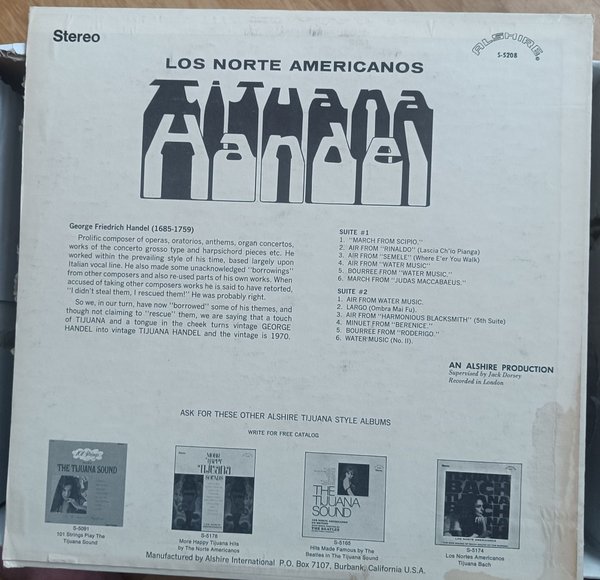 Stereo
ALSHIRE
S-5208
LOS NORTE AMERICANOS
Tijuana
Handel
George Friedrich Handel (1685-1759)
Prolific composer of operas, oratorios, anthems, organ concertos,
works of the concerto grosso type and harpsichord pieces etc. He
worked within the prevailing style of his time, based largely upon
Italian vocal line. He also made some unacknowledged "borrowings"
from other composers and also re-used parts of his own works. When
accused of taking other composers works he is said to have retorted,
"I didn't steal them, I rescued them!" He was probably right.
So we, in our turn, have now "borrowed" some of his themes, and
though not claiming to "rescue" them, we are saying that a touch
of TIJUANA and a tongue in the cheek turns vintage GEORGE
HANDEL into vintage TIJUANA HANDEL and the vintage is 1970.
SUITE #1
1. "MARCH FROM SCIPIO."
2. AIR FROM "RINALDO" (Lascia Ch'io Pianga)
3. AIR FROM "SEMELE" (Where E'er You Walk)
4. AIR FROM "WATER MUSIC"
5. BOURREE FROM "WATER MUSIC."
6. MARCH FROM "JUDAS MACCABAEUS."
SUITE #2
1. AIR FROM WATER MUSIC.
2. LARGO (Ombra Mai Fu).
3. AIR FROM "HARMONIOUS BLACKSMITH" (5th Suite)
4. MINUET FROM "BERENICE."
5. BOURREE FROM "RODERIGO."
6. WATER MUSIC (No. II).
AN ALSHIRE PRODUCTION
Supervised by Jack Dorsey
Recorded in London
ASK FOR THESE OTHER ALSHIRE TIJUANA STYLE ALBUMS
WRITE FOR FREE CATALOG
THE TIJUANA SOUND
S-5091
101 Strings Play The
Tijuana Sound
MORE
HAPPY
TIJUANA
SOUNDS
S-5178
More Happy Tijuana Hits
by The Norte Americanos
THE
TIJUANA
SOUND
THE BEATLES
S-5165
Hits Made Famous by The
Beatles in The Tijuana Sound
BACH
TIJUANA
S-5174
Los Norte Americanos
Tijuana Bach
Manufactured by Alshire International P.O. Box 7107, Burbank, California U.S.A.